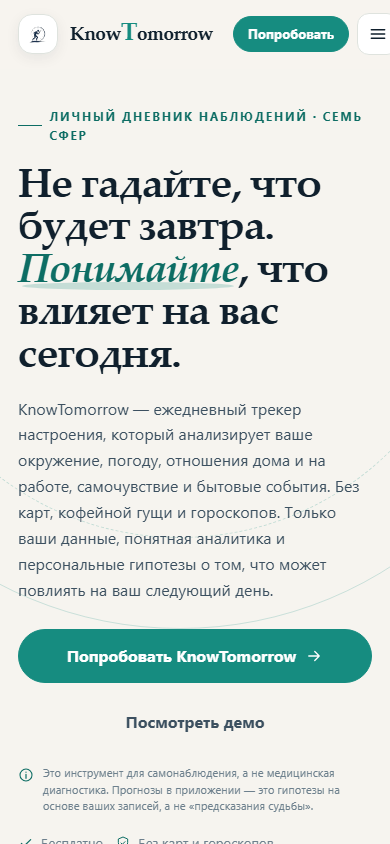 KnowTomorrow
Попробовать
ЛИЧНЫЙ ДНЕВНИК НАБЛЮДЕНИЙ · СЕМЬ
СФЕР
Не гадайте, что
будет завтра.
Понимайте, что
влияет на вас
сегодня.
KnowTomorrow — ежедневный трекер
настроения, который анализирует ваше
окружение, погоду, отношения дома и на
работе, самочувствие и бытовые события. Без
карт, кофейной гущи и гороскопов. Только
ваши данные, понятная аналитика и
персональные гипотезы о том, что может
повлиять на ваш следующий день.
Попробовать KnowTomorrow →
Посмотреть демо
Это инструмент для самонаблюдения, а не медицинская
диагностика. Прогнозы в приложении — это гипотезы на
основе ваших записей, а не «предсказания судьбы».
Бесплатно Без карт и гороскопов